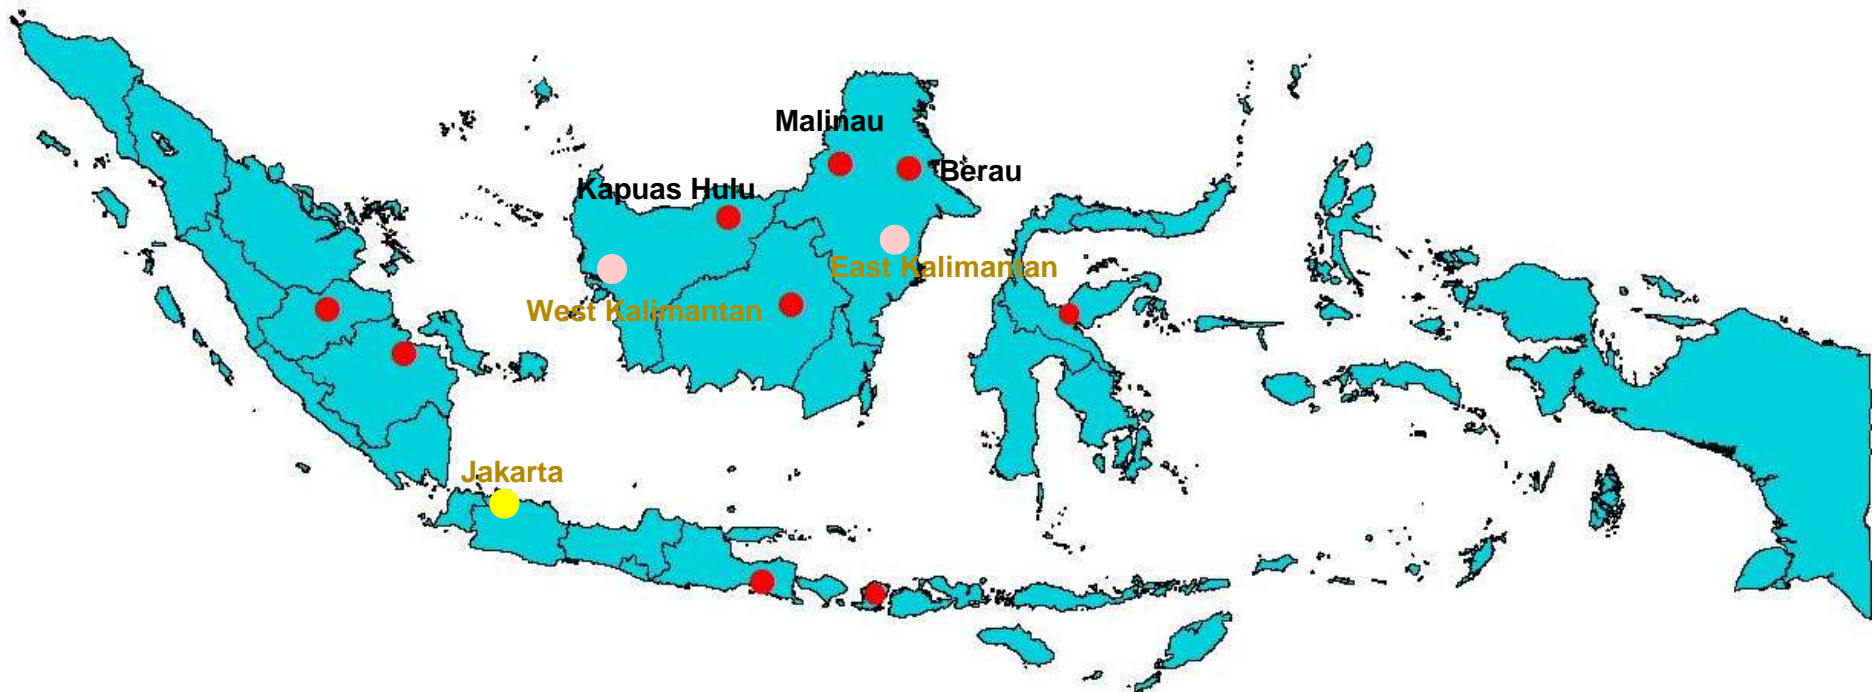 Malinau
Berau
Kapuas Hulu
East Kalimantan
West Kalimantan
Jakarta